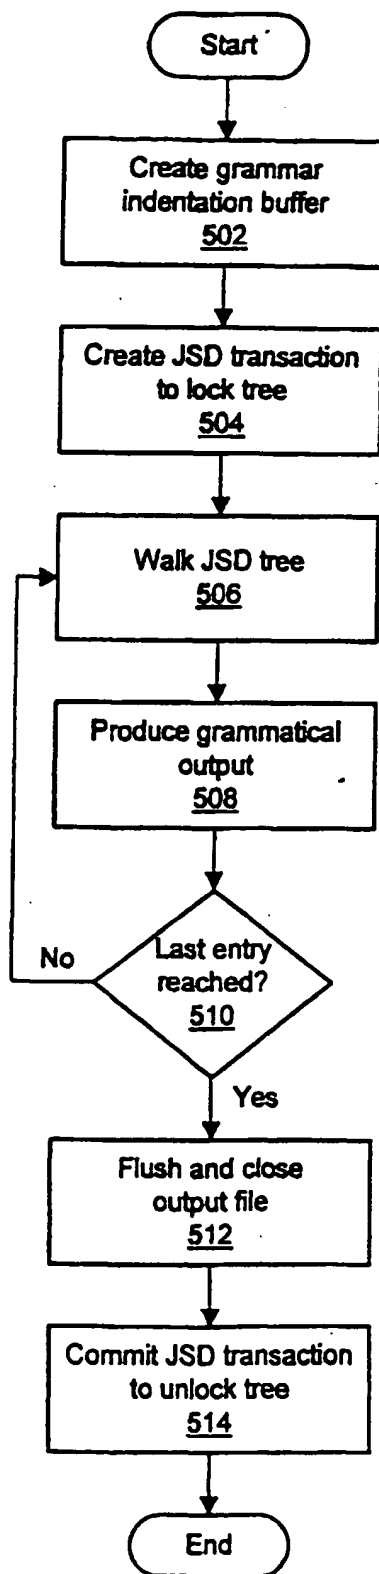 Start
Create grammar
indentation buffer
502
Create JSD transaction
to lock tree
504
Walk JSD tree
506
Produce grammatical
output
508
Last entry
reached?
510
No
Yes
Flush and close
output file
512
Commit JSD transaction
to unlock tree
514
End